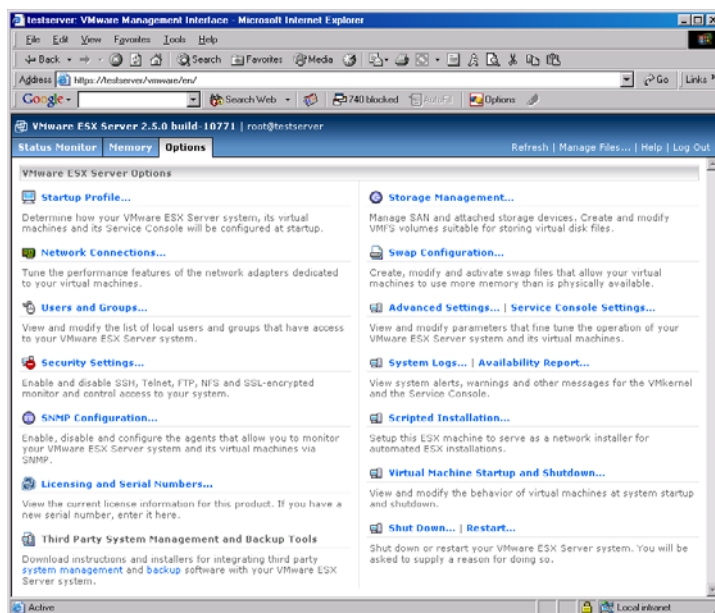 testserver: VMware Management Interface - Microsoft Internet Explorer
File Edit View Favorites Tools Help
Back Search Favorites Media
Address https://testserver/vmware/en/ Go Links
Google Search Web 740 blocked AutoFill Options
VMware ESX Server 2.5.0 build-10771 | root@testserver
Status Monitor Memory Options Refresh | Manage Files... | Help | Log Out
VMware ESX Server Options
Startup Profile...
Determine how your VMware ESX Server system, its virtual
machines and its Service Console will be configured at startup.
Network Connections...
Tune the performance features of the network adapters dedicated
to your virtual machines.
Users and Groups...
View and modify the list of local users and groups that have access
to your VMware ESX Server system.
Security Settings...
Enable and disable SSH, Telnet, FTP, NFS and SSL-encrypted
monitor and control access to your system.
SNMP Configuration...
Enable, disable and configure the agents that allow you to monitor
your VMware ESX Server system and its virtual machines via
SNMP.
Licensing and Serial Numbers...
View the current license information for this product. If you have a
new serial number, enter it here.
Third Party System Management and Backup Tools
Download instructions and installers for integrating third party
system management and backup software with your VMware ESX
Server system.
Storage Management...
Manage SAN and attached storage devices. Create and modify
VMFS volumes suitable for storing virtual disk files.
Swap Configuration...
Create, modify and activate swap files that allow your virtual
machines to use more memory than is physically available.
Advanced Settings... | Service Console Settings...
View and modify parameters that fine tune the operation of your
VMware ESX Server system and its virtual machines.
System Logs... | Availability Report...
View system alerts, warnings and other messages for the VMkernel
and the Service Console.
Scripted Installation...
Setup this ESX machine to serve as a network installer for
automated ESX installations.
Virtual Machine Startup and Shutdown...
View and modify the behavior of virtual machines at system startup
and shutdown.
Shut Down... | Restart...
Shut down or restart your VMware ESX Server system. You will be
asked to supply a reason for doing so.
Active Local intranet